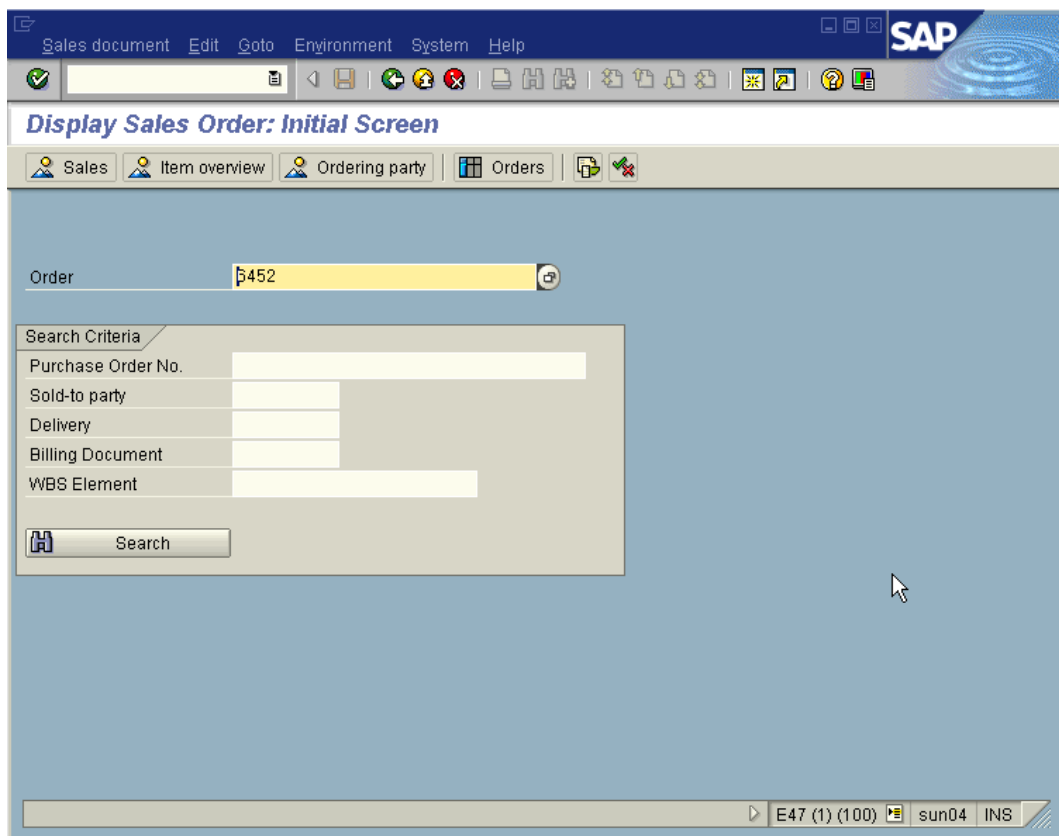 Sales document Edit Goto Environment System Help
SAP
Display Sales Order: Initial Screen
Sales Item overview Ordering party Orders
Order 6452
Search Criteria
Purchase Order No.
Sold-to party
Delivery
Billing Document
WBS Element
Search
E47 (1) (100) sun04 INS